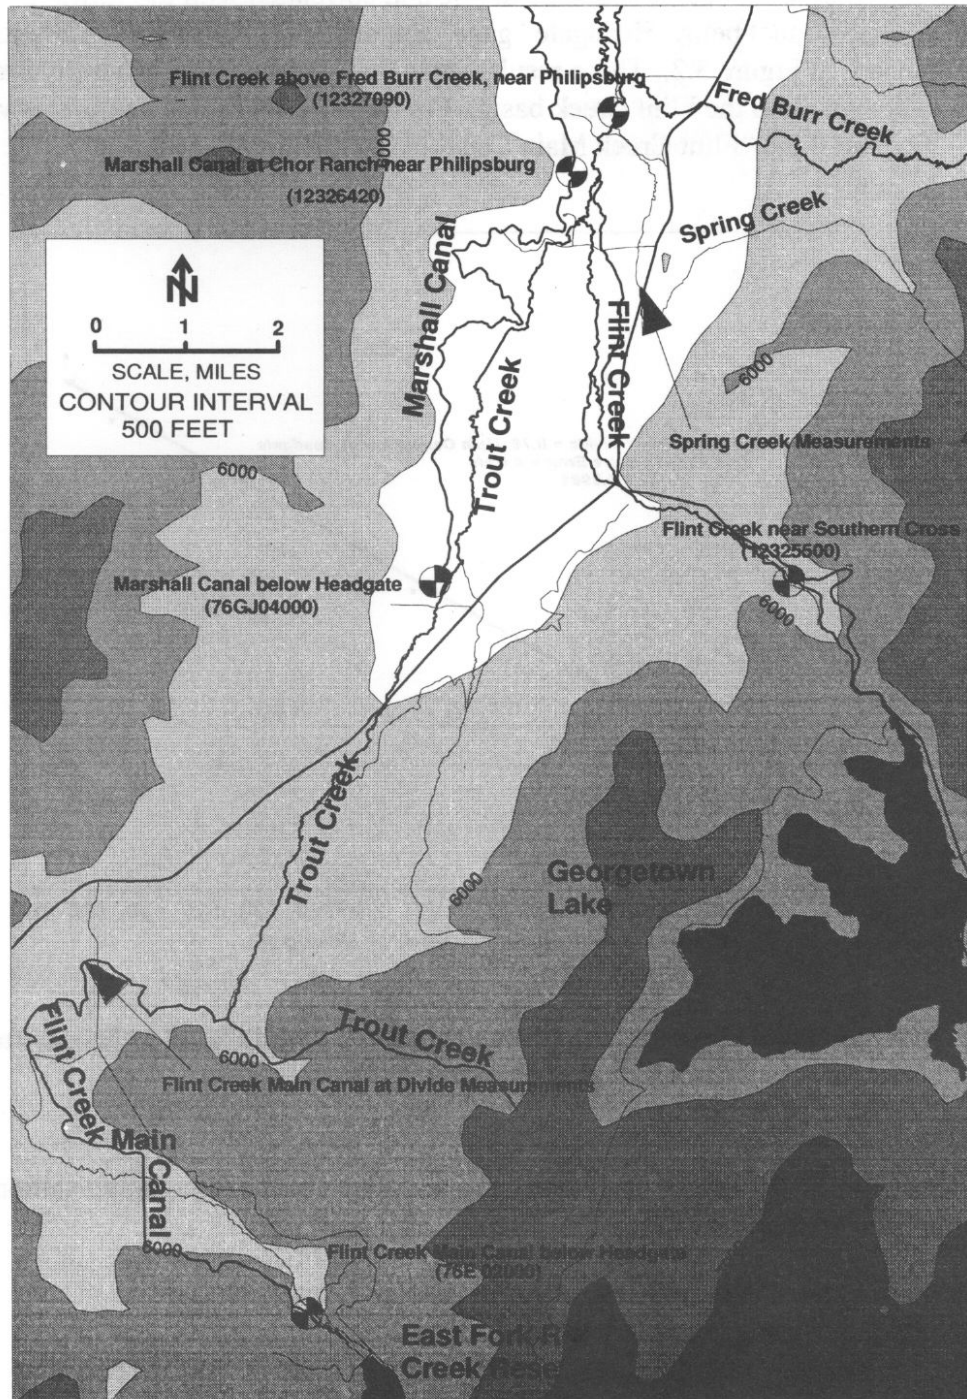 Flint Creek above Fred Burr Creek, near Philipsburg
(12327090)
Fred Burr Creek
6000
Marshall Canal at Chor Ranch near Philipsburg
(12326420)
Spring Creek
Marshall Canal
N
0 1 2
SCALE, MILES
CONTOUR INTERVAL
500 FEET
Flint Creek
Trout Creek
6000
Spring Creek Measurements
6000
Flint Creek near Southern Cross
(12325500)
Marshall Canal below Headgate
(76GJ04000)
6000
Trout Creek
Georgetown
Lake
6000
Flint Creek
Trout Creek
6000
Flint Creek Main Canal at Divide Measurements
Main
Canal
6000
Flint Creek Main Canal below Headgate
East Fork
Creek